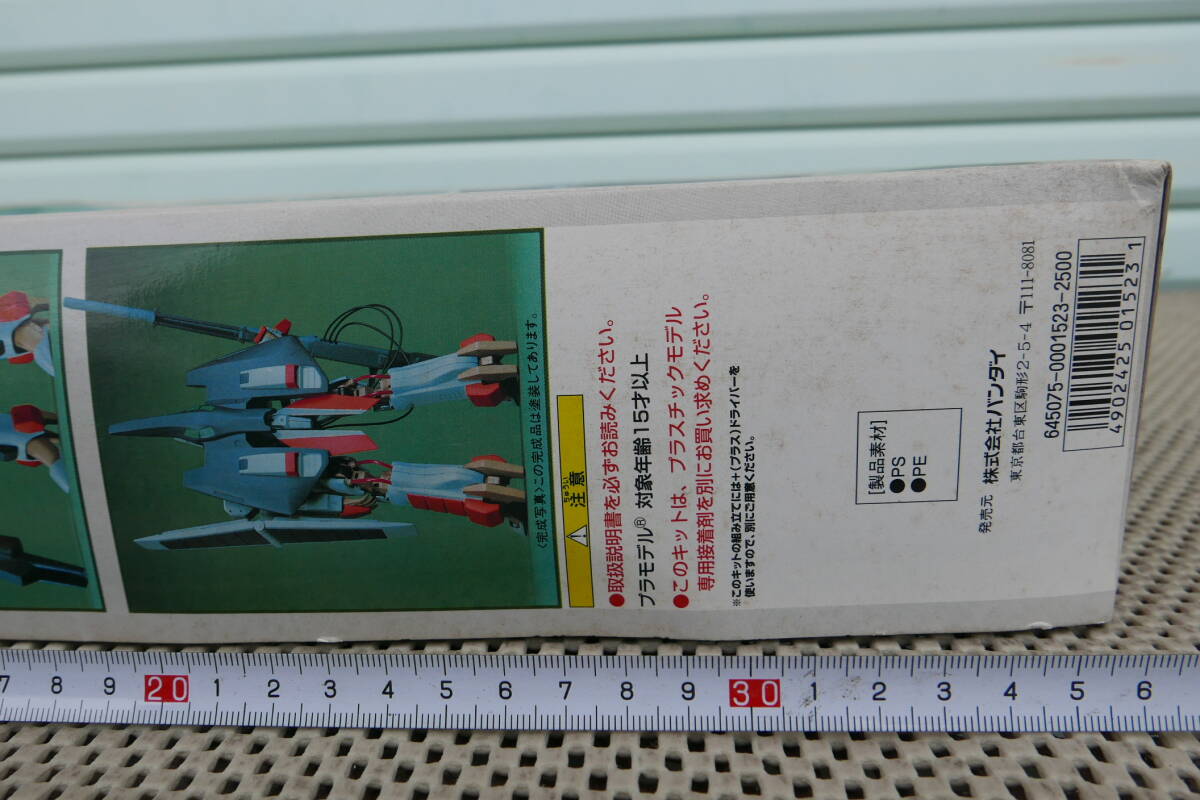 〈完成写真〉この完成品は塗装してあります。
ちゅうい
注意
●取扱説明書を必ずお読みください。
プラモデル® 対象年齢15才以上
●このキットは、プラスチックモデル
専用接着剤を別にお買い求めください。
※このキットの組み立てには+(プラス)ドライバーを
使いますので、別にご用意ください。
[製品素材]
●PS
●PE
発売元 株式会社バンダイ
東京都台東区駒形2-5-4 〒111-8081
645075-0001523-2500
4902425015231
7 8 9 20 1 2 3 4 5 6 7 8 9 30 1 2 3 4 5 6